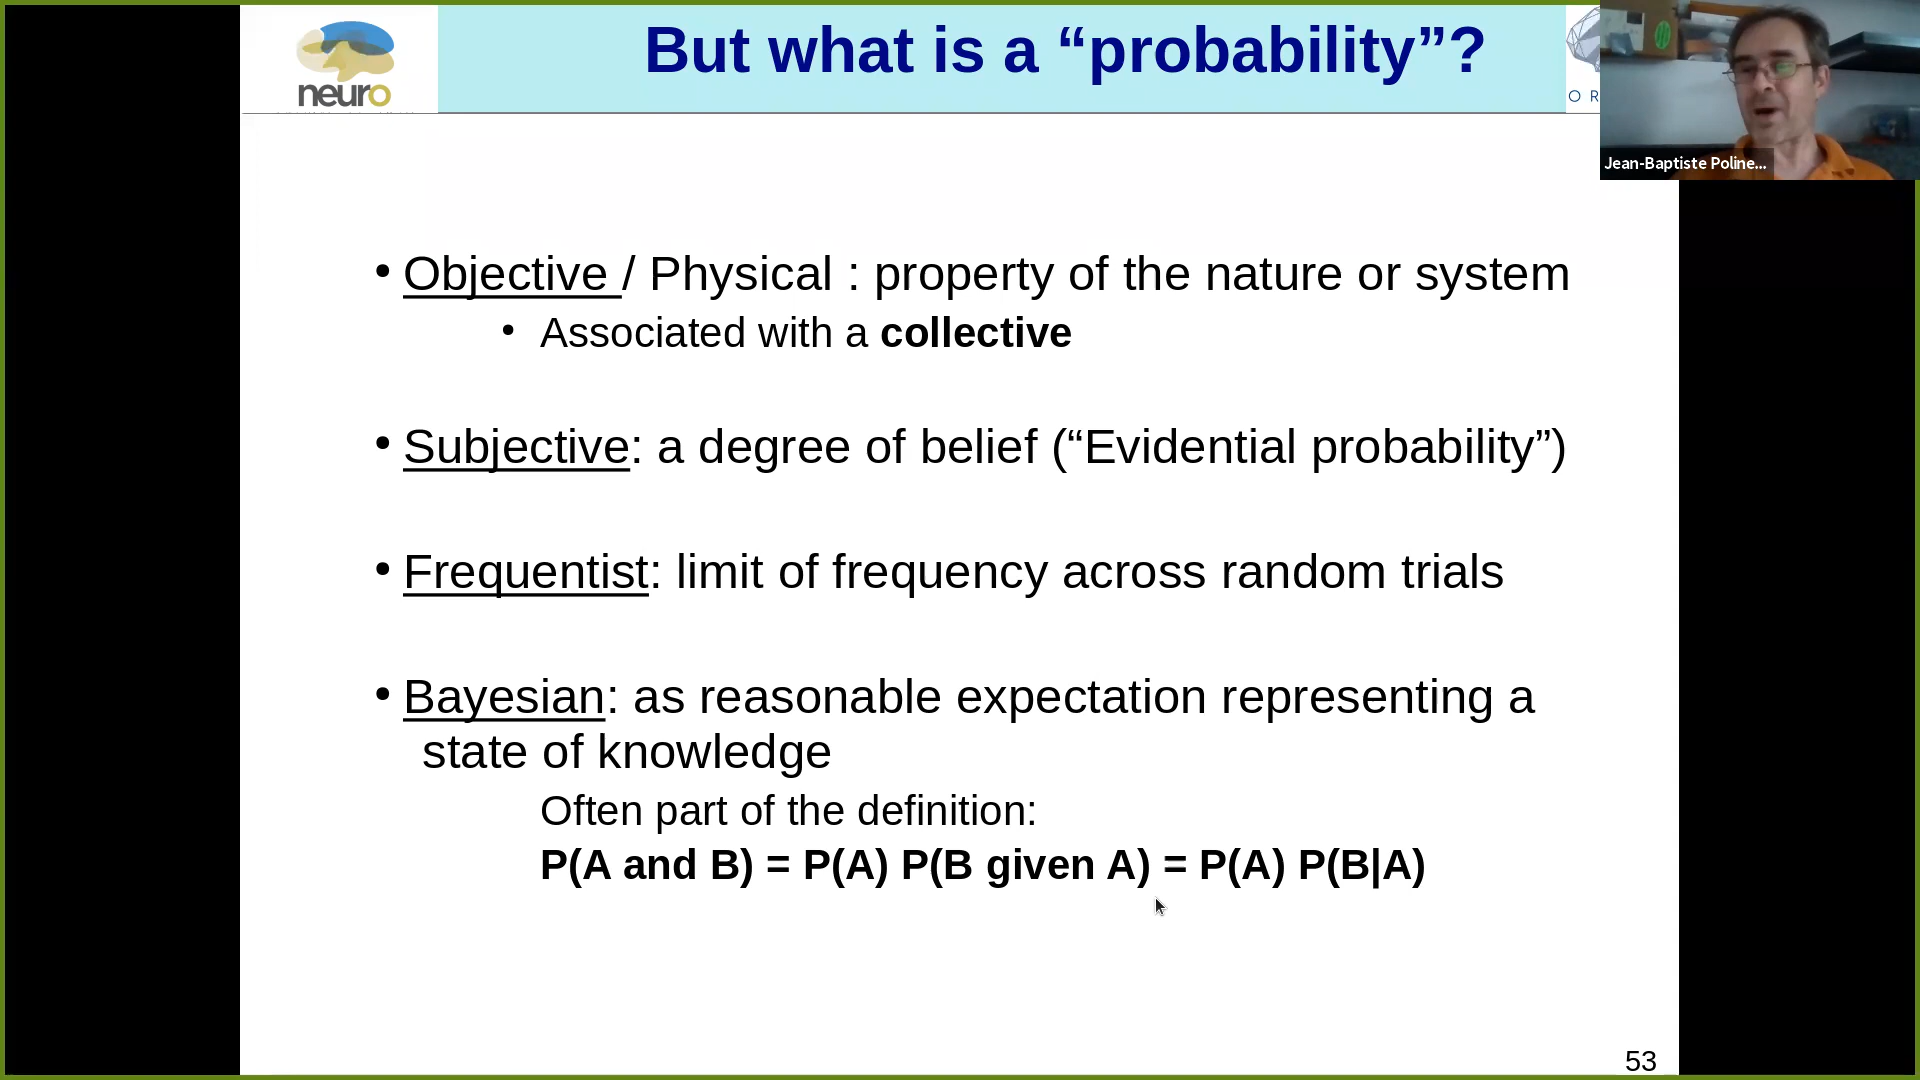 neuro
But what is a “probability”?
O R
Jean-Baptiste Poline...
• Objective / Physical : property of the nature or system
• Associated with a collective
• Subjective: a degree of belief (“Evidential probability”)
• Frequentist: limit of frequency across random trials
• Bayesian: as reasonable expectation representing a
state of knowledge
Often part of the definition:
P(A and B) = P(A) P(B given A) = P(A) P(B|A)
53